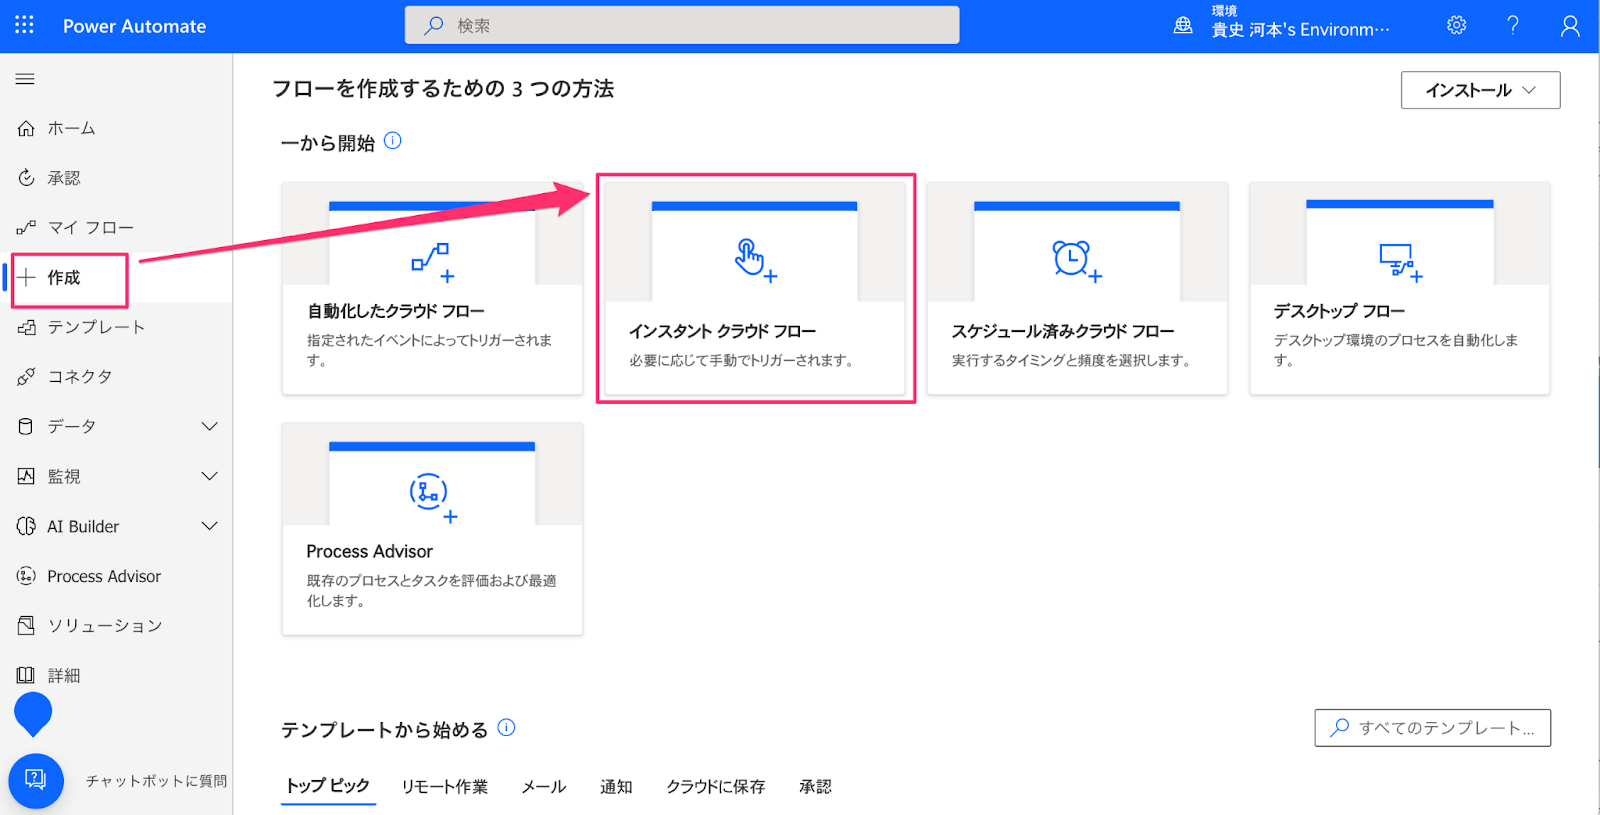 Power Automate
検索
環境
貴史 河本's Environm…
ホーム
承認
マイ フロー
作成
テンプレート
コネクタ
データ
監視
AI Builder
Process Advisor
ソリューション
詳細
チャットボットに質問
フローを作成するための 3 つの方法
インストール
一から開始
自動化したクラウド フロー
指定されたイベントによってトリガーされま
す。
インスタント クラウド フロー
必要に応じて手動でトリガーされます。
スケジュール済みクラウド フロー
実行するタイミングと頻度を選択します。
デスクトップ フロー
デスクトップ環境のプロセスを自動化しま
す。
Process Advisor
既存のプロセスとタスクを評価および最適
化します。
テンプレートから始める
すべてのテンプレート...
トップ ピック
リモート作業
メール
通知
クラウドに保存
承認